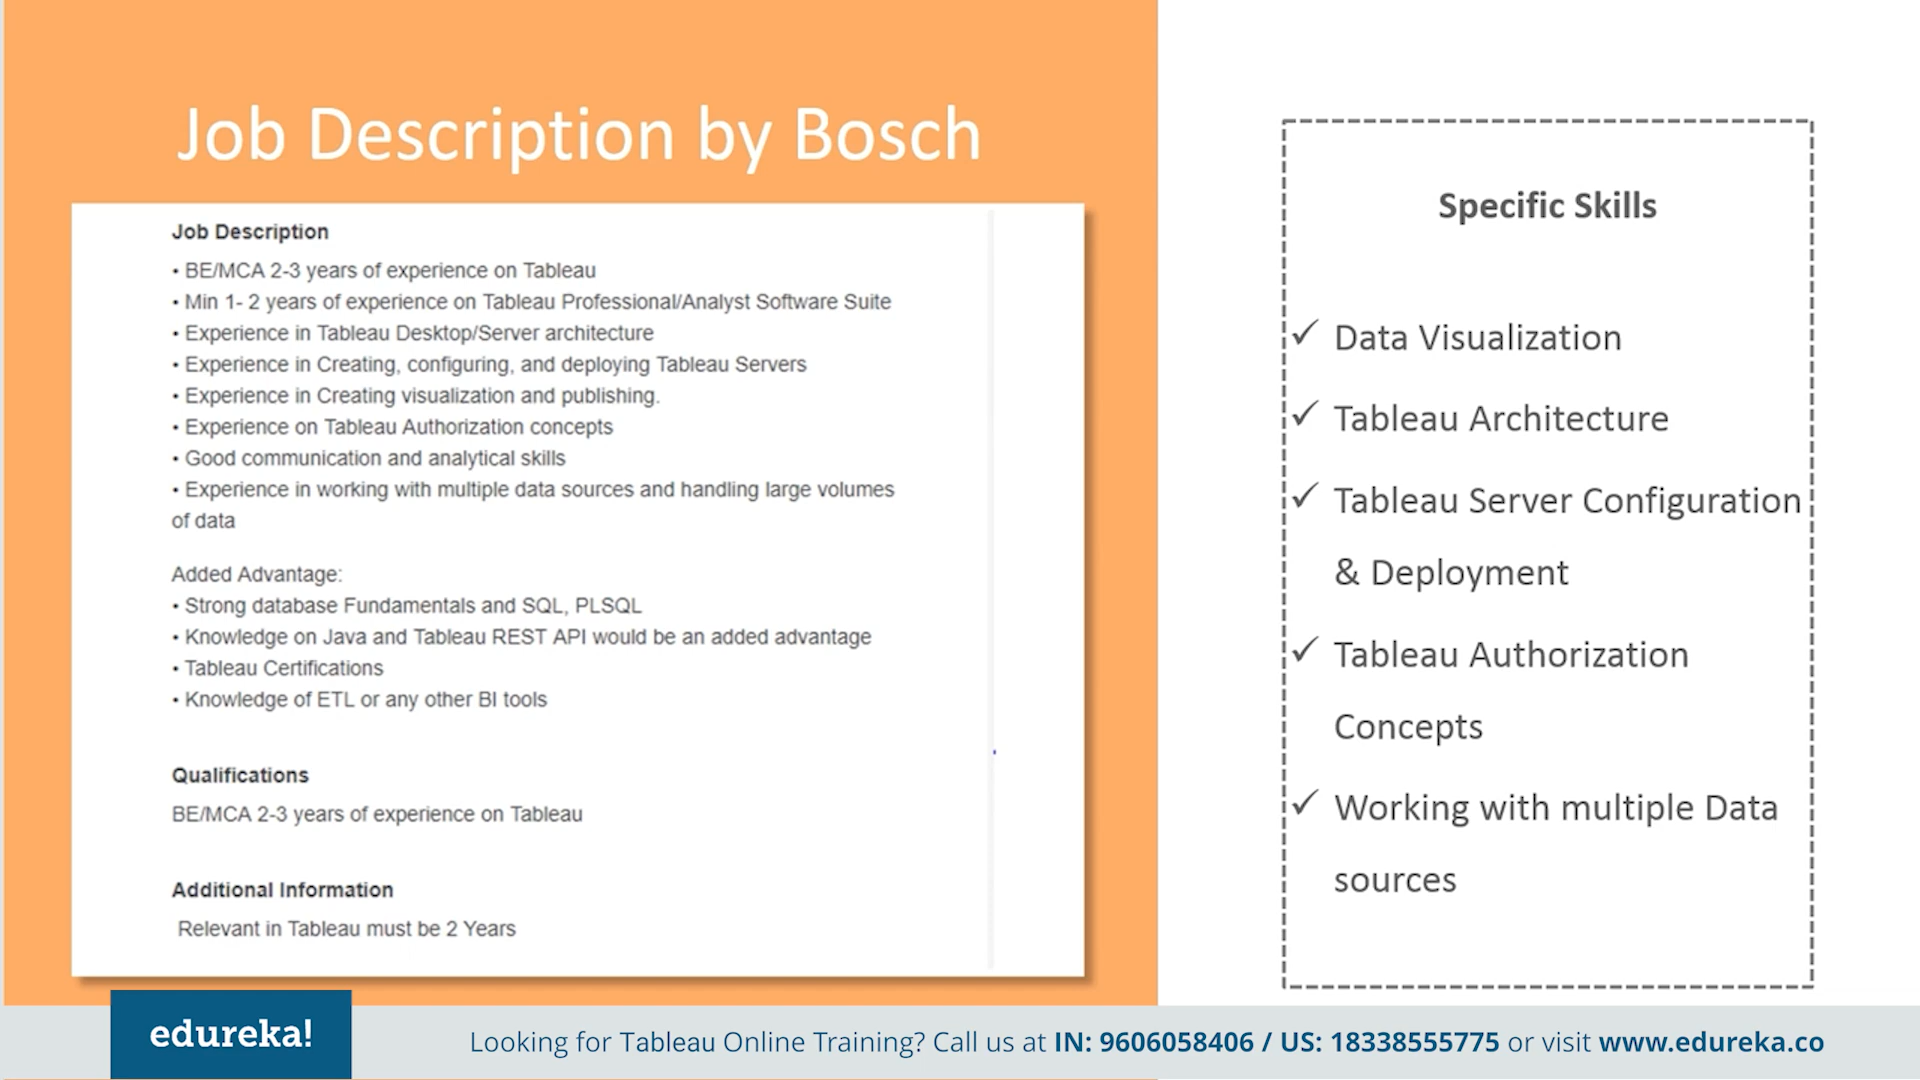 Job Description by Bosch
Job Description
• BE/MCA 2-3 years of experience on Tableau
• Min 1- 2 years of experience on Tableau Professional/Analyst Software Suite
• Experience in Tableau Desktop/Server architecture
• Experience in Creating, configuring, and deploying Tableau Servers
• Experience in Creating visualization and publishing.
• Experience on Tableau Authorization concepts
• Good communication and analytical skills
• Experience in working with multiple data sources and handling large volumes
of data
Added Advantage:
• Strong database Fundamentals and SQL, PLSQL
• Knowledge on Java and Tableau REST API would be an added advantage
• Tableau Certifications
• Knowledge of ETL or any other BI tools
Qualifications
BE/MCA 2-3 years of experience on Tableau
Additional Information
Relevant in Tableau must be 2 Years
Specific Skills
✓ Data Visualization
✓ Tableau Architecture
✓ Tableau Server Configuration
& Deployment
✓ Tableau Authorization
Concepts
✓ Working with multiple Data
sources
edureka!
Looking for Tableau Online Training? Call us at IN: 9606058406 / US: 18338555775 or visit www.edureka.co